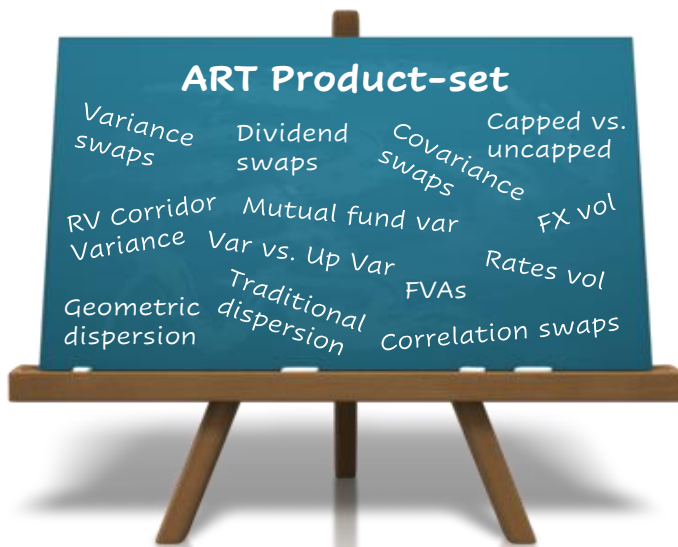 ART Product-set
Variance
swaps
Dividend
swaps
Covariance
swaps
Capped vs.
uncapped
RV Corridor
Variance
Mutual fund var
FX vol
Var vs. Up Var
Rates vol
Geometric
dispersion
Traditional
dispersion
FVAs
Correlation swaps